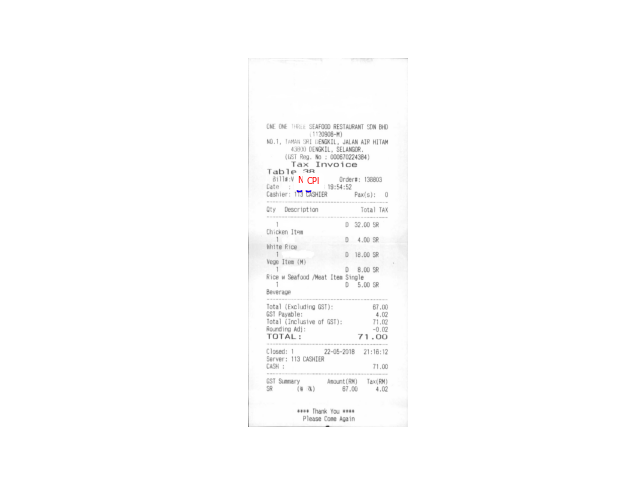 ONE ONE THREE SEAFOOD RESTAURANT SDN BHD
(1130908-M)
NO.1, TAMAN SRI DENGKIL, JALAN AIP HITAM
43800 DENGKIL, SELANGOR.
(GST Reg. No : 000870224384)
Tax Invoice
Table 38
Bill#:V N CPI Order#: 138803
Date : 19:54:52
Cashier: 113 CASHIER Pax(s): 0
Qty Description Total TAX
1 D 32.00 SR
Chicken Item
1 D 4.00 SR
White Rice
1 D 18.00 SR
Vege Item (M)
1 D 8.00 SR
Rice w Seafood /Meat Item Single
1 D 5.00 SR
Beverage
Total (Excluding GST): 67.00
GST Payable: 4.02
Total (Inclusive of GST): 71.02
Rounding Adj: -0.02
TOTAL: 71.00
Closed: 1 22-05-2018 21:16:12
Server: 113 CASHIER
CASH : 71.00
GST Summary Amount(RM) Tax(RM)
SR (@ %) 67.00 4.02
**** Thank You ****
Please Come Again